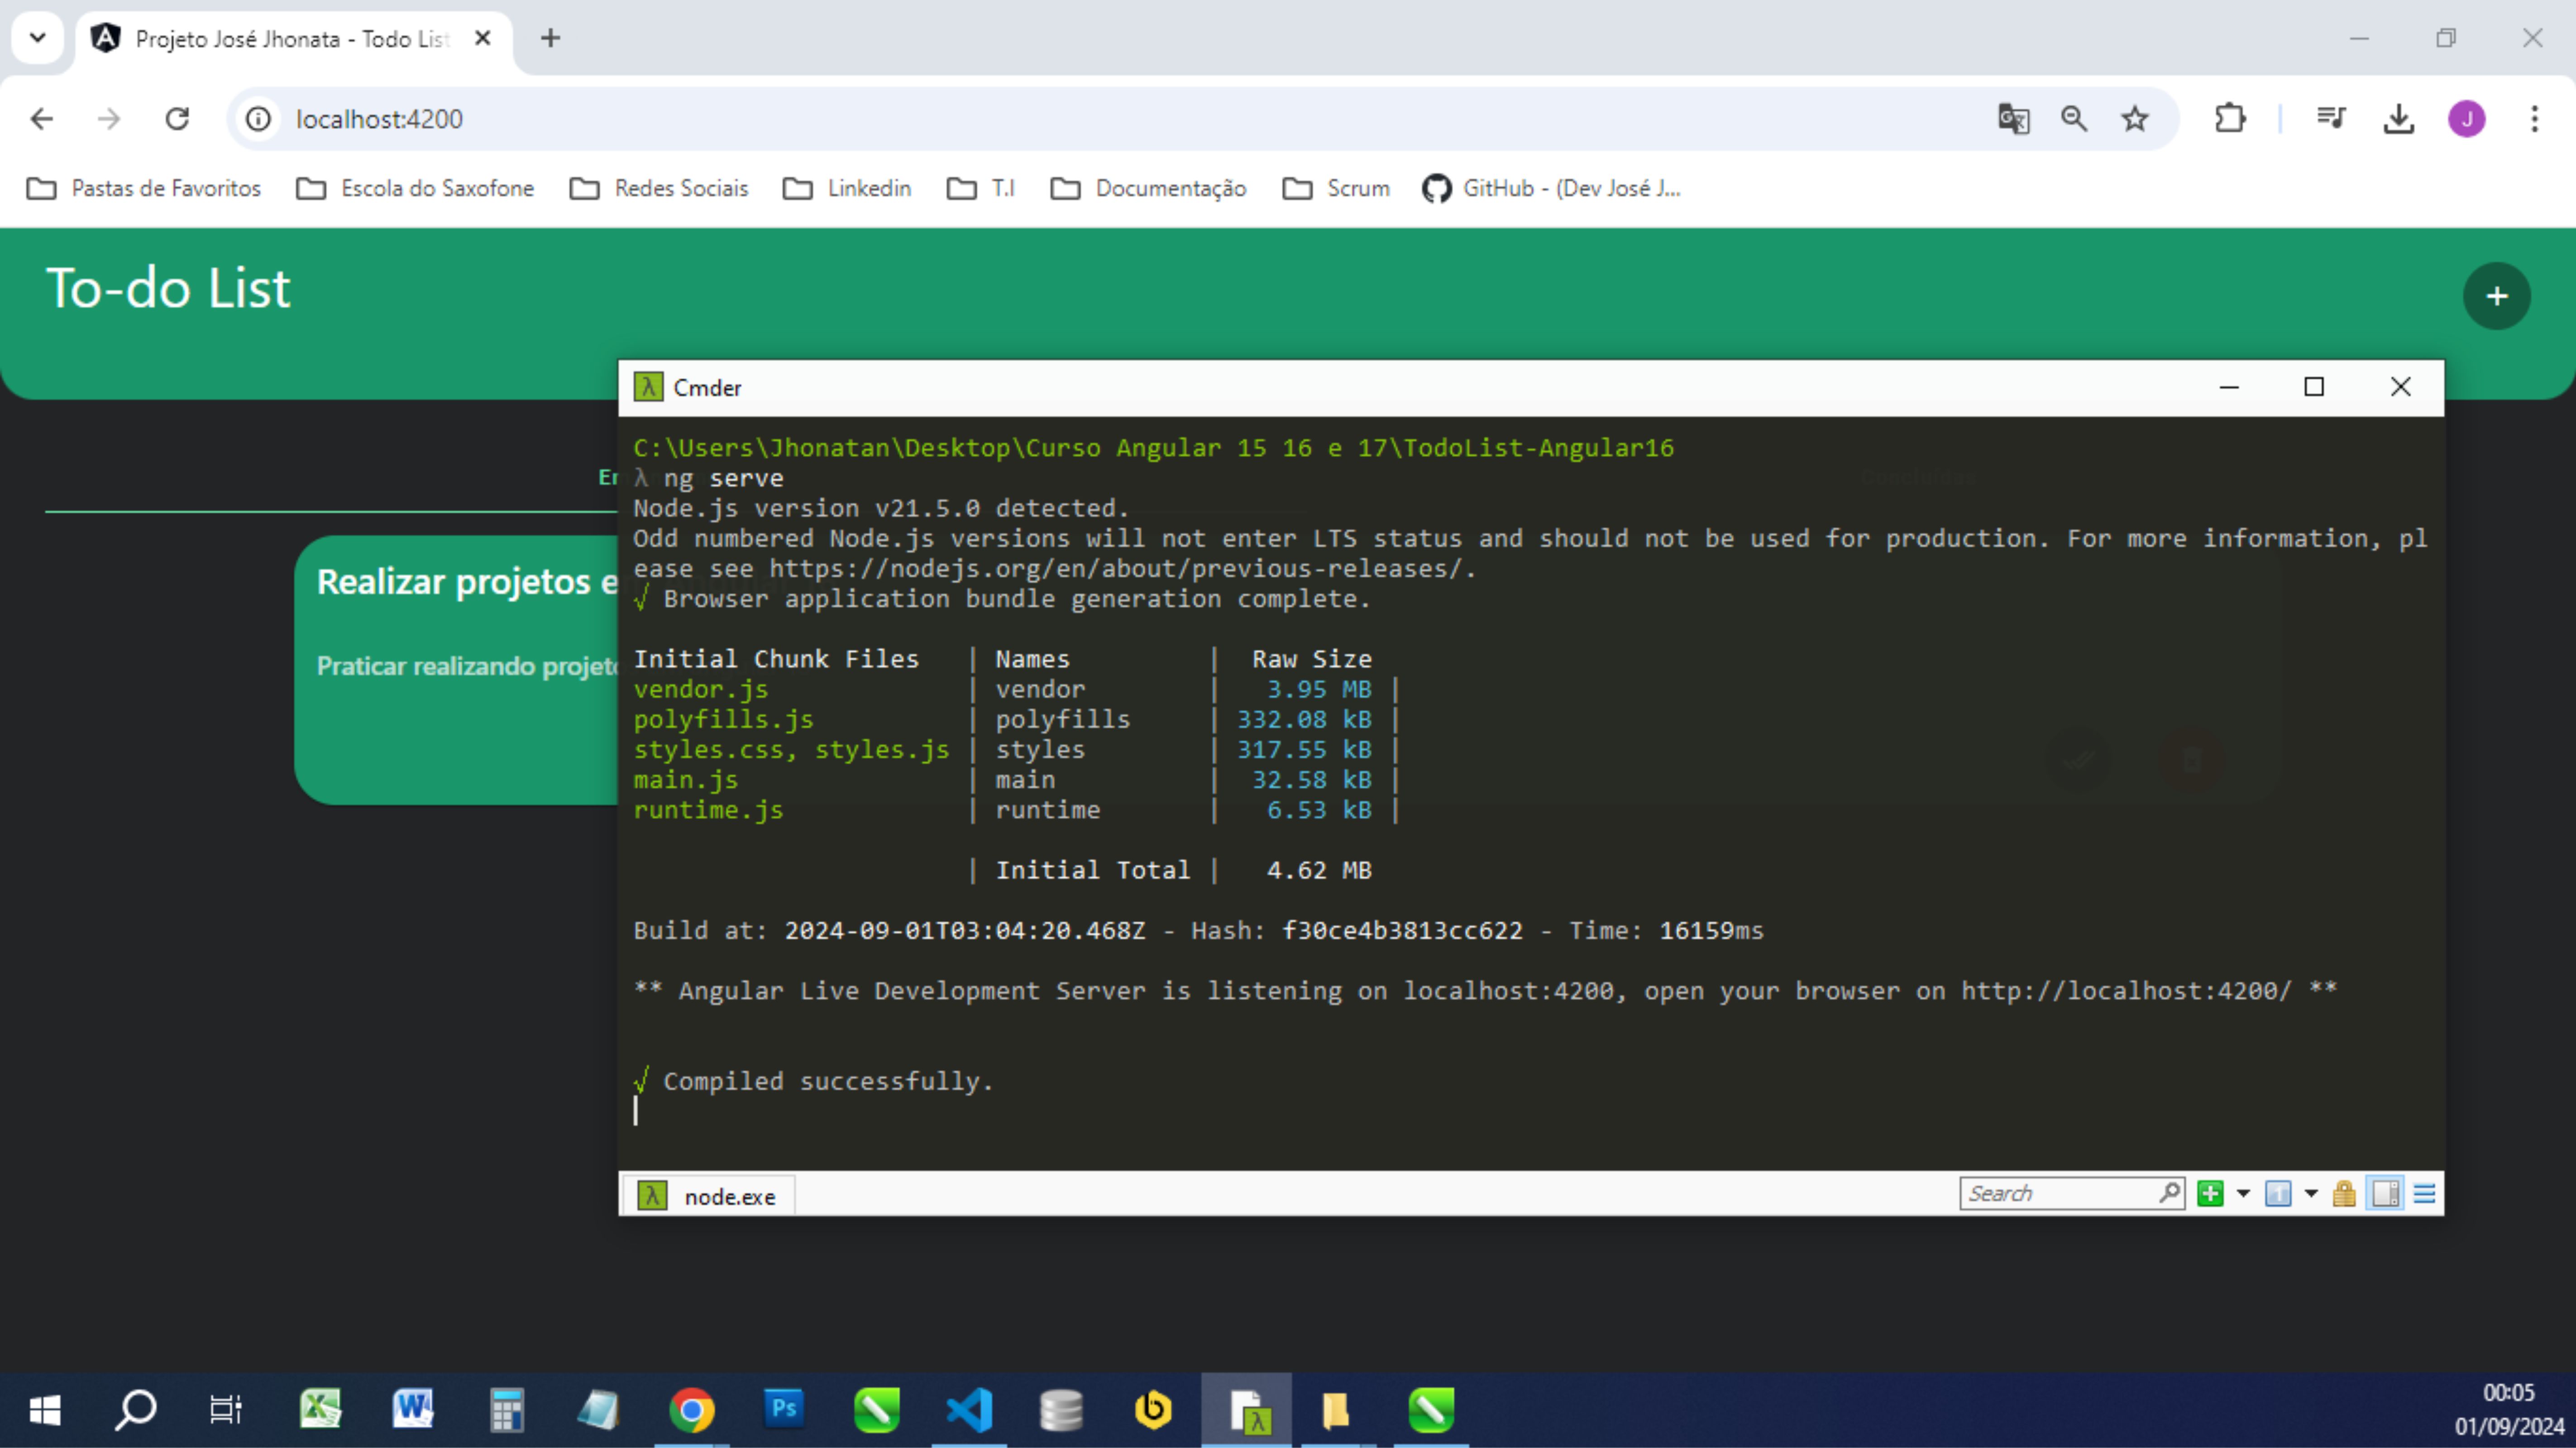 Projeto José Jhonata - Todo List
localhost:4200
Pastas de Favoritos
Escola do Saxofone
Redes Sociais
Linkedin
T.I
Documentação
Scrum
GitHub - (Dev José J...
J
To-do List
+
Cmder
C:\Users\Jhonatan\Desktop\Curso Angular 15 16 e 17\TodoList-Angular16
λ ng serve
Node.js version v21.5.0 detected.
Odd numbered Node.js versions will not enter LTS status and should not be used for production. For more information, pl
ease see https://nodejs.org/en/about/previous-releases/.
√ Browser application bundle generation complete.
Realizar projetos
Praticar realizando
Initial Chunk Files | Names | Raw Size
vendor.js | vendor | 3.95 MB |
polyfills.js | polyfills | 332.08 kB |
styles.css, styles.js | styles | 317.55 kB |
main.js | main | 32.58 kB |
runtime.js | runtime | 6.53 kB |
| Initial Total | 4.62 MB
Build at: 2024-09-01T03:04:20.468Z - Hash: f30ce4b3813cc622 - Time: 16159ms
** Angular Live Development Server is listening on localhost:4200, open your browser on http://localhost:4200/ **
√ Compiled successfully.
node.exe
Search
Ps
00:05
01/09/2024